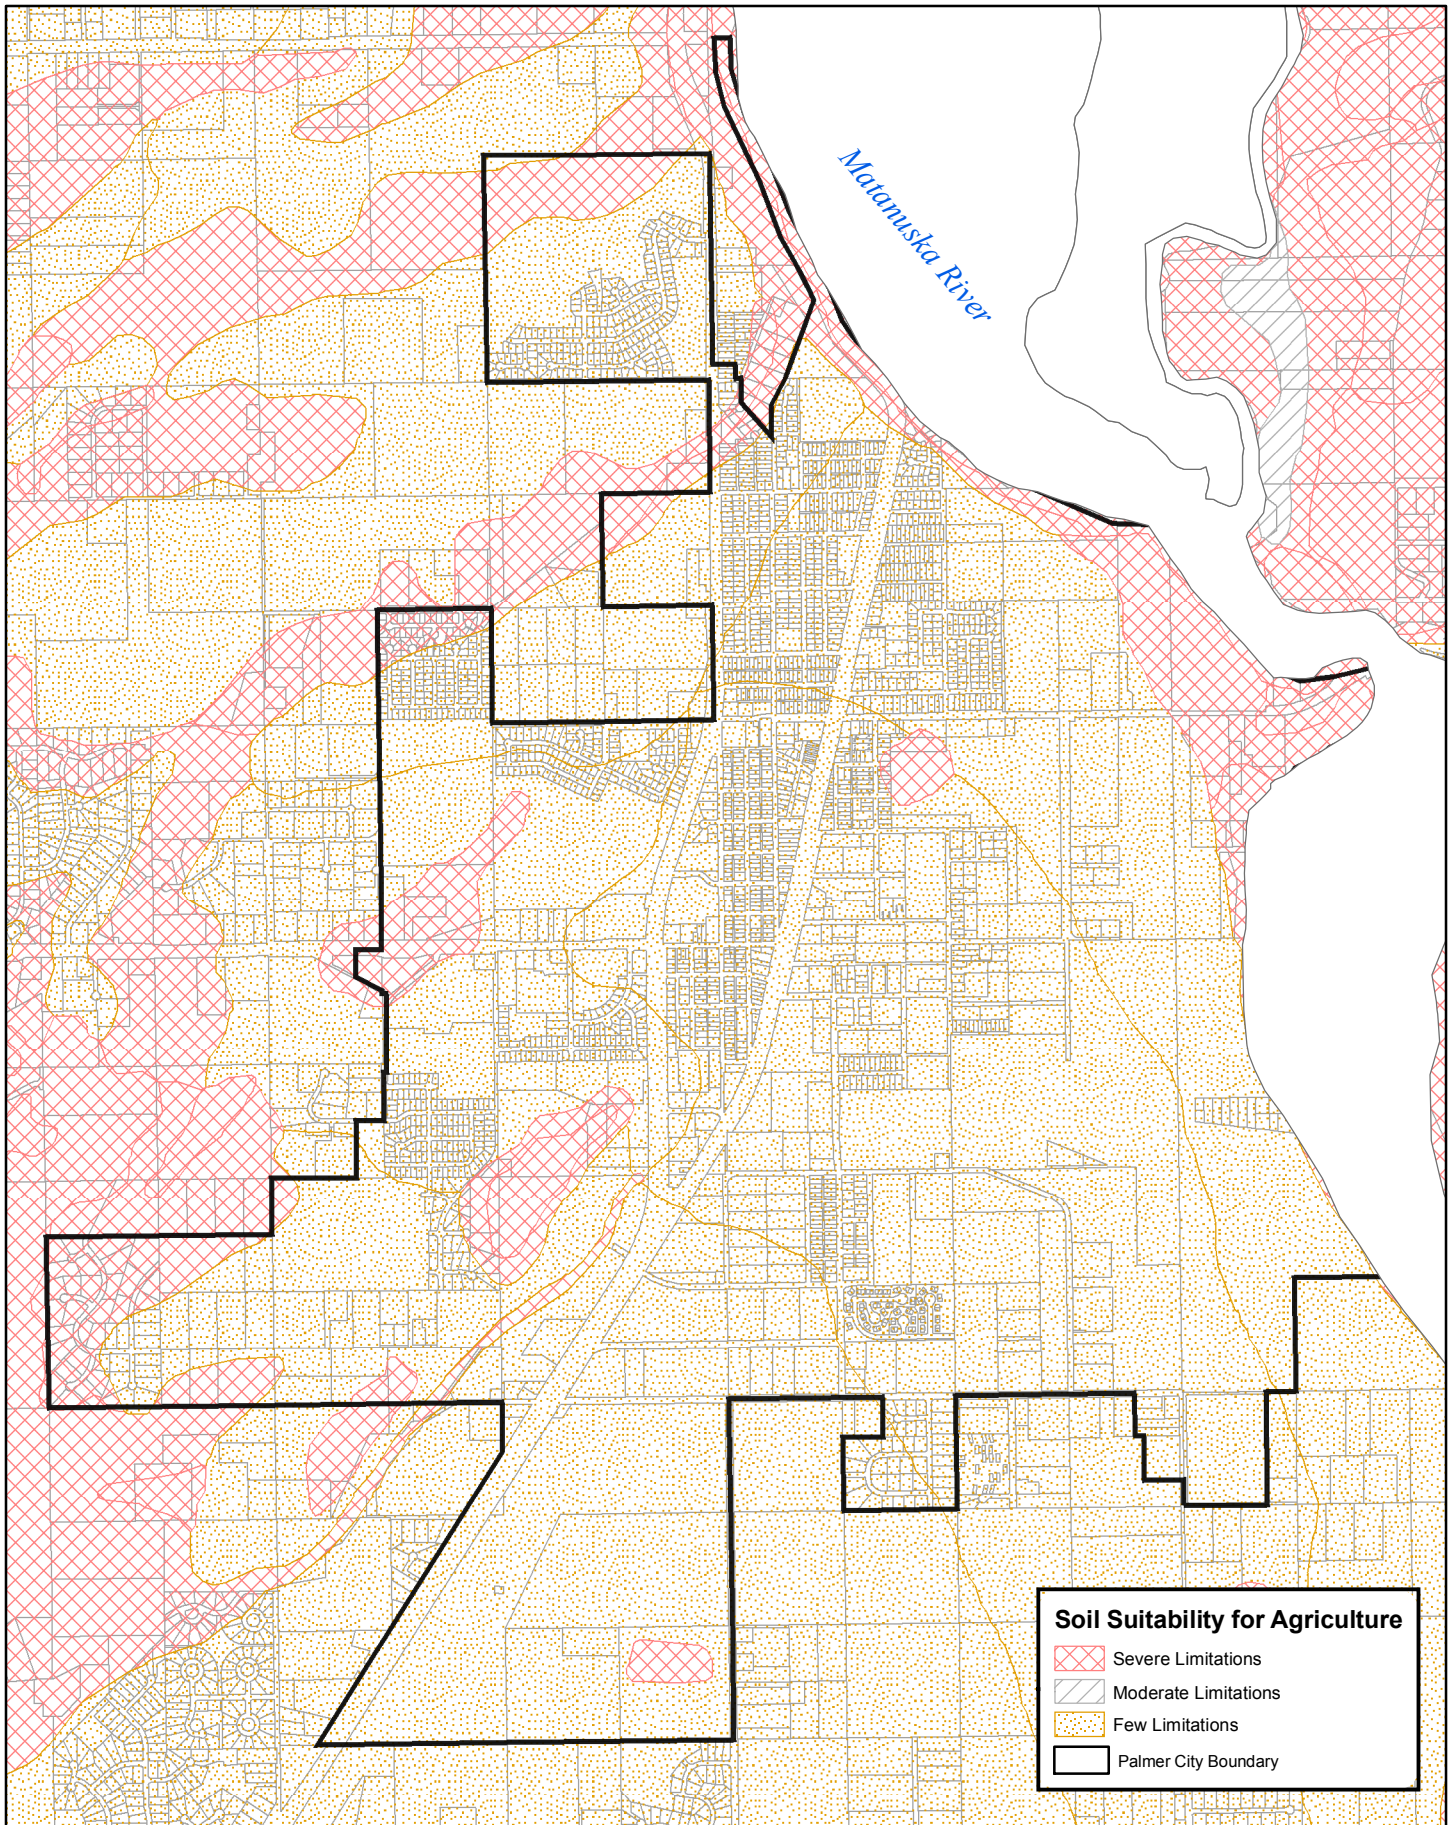 Matanuska River
Soil Suitability for Agriculture
Severe Limitations
Moderate Limitations
Few Limitations
Palmer City Boundary